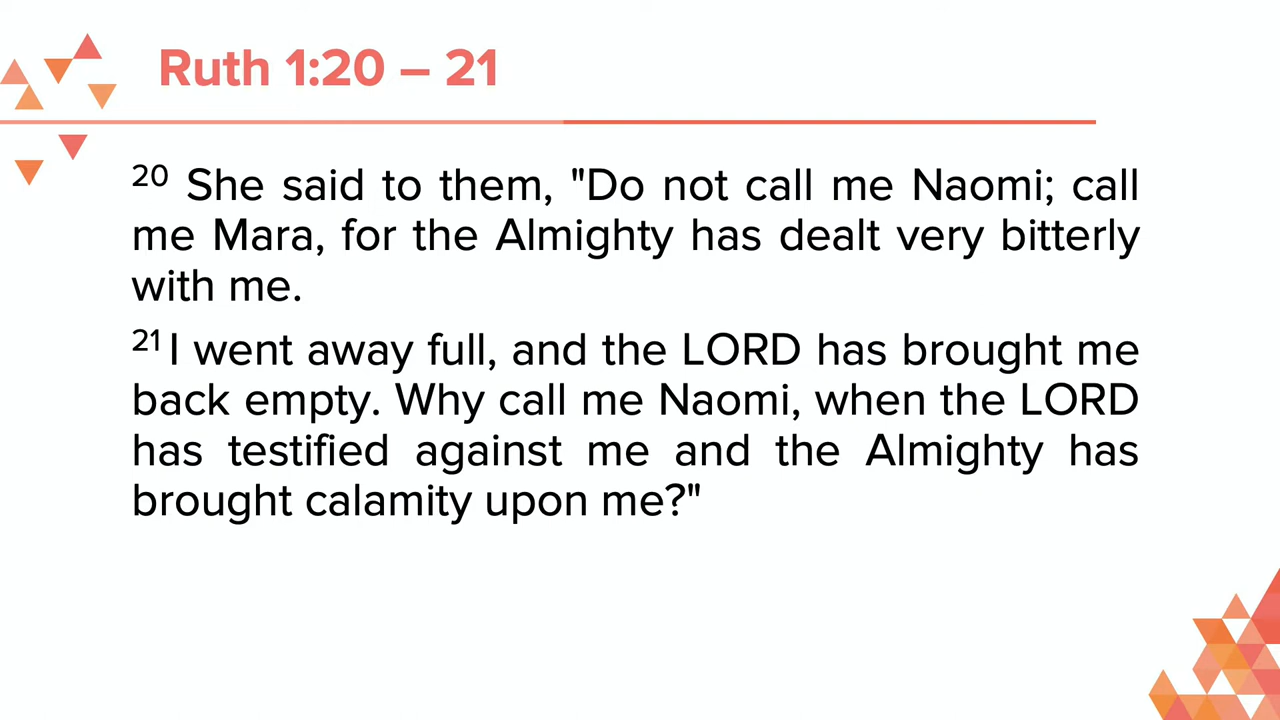 Ruth 1:20 – 21
20 She said to them, "Do not call me Naomi; call
me Mara, for the Almighty has dealt very bitterly
with me.
21 I went away full, and the LORD has brought me
back empty. Why call me Naomi, when the LORD
has testified against me and the Almighty has
brought calamity upon me?"